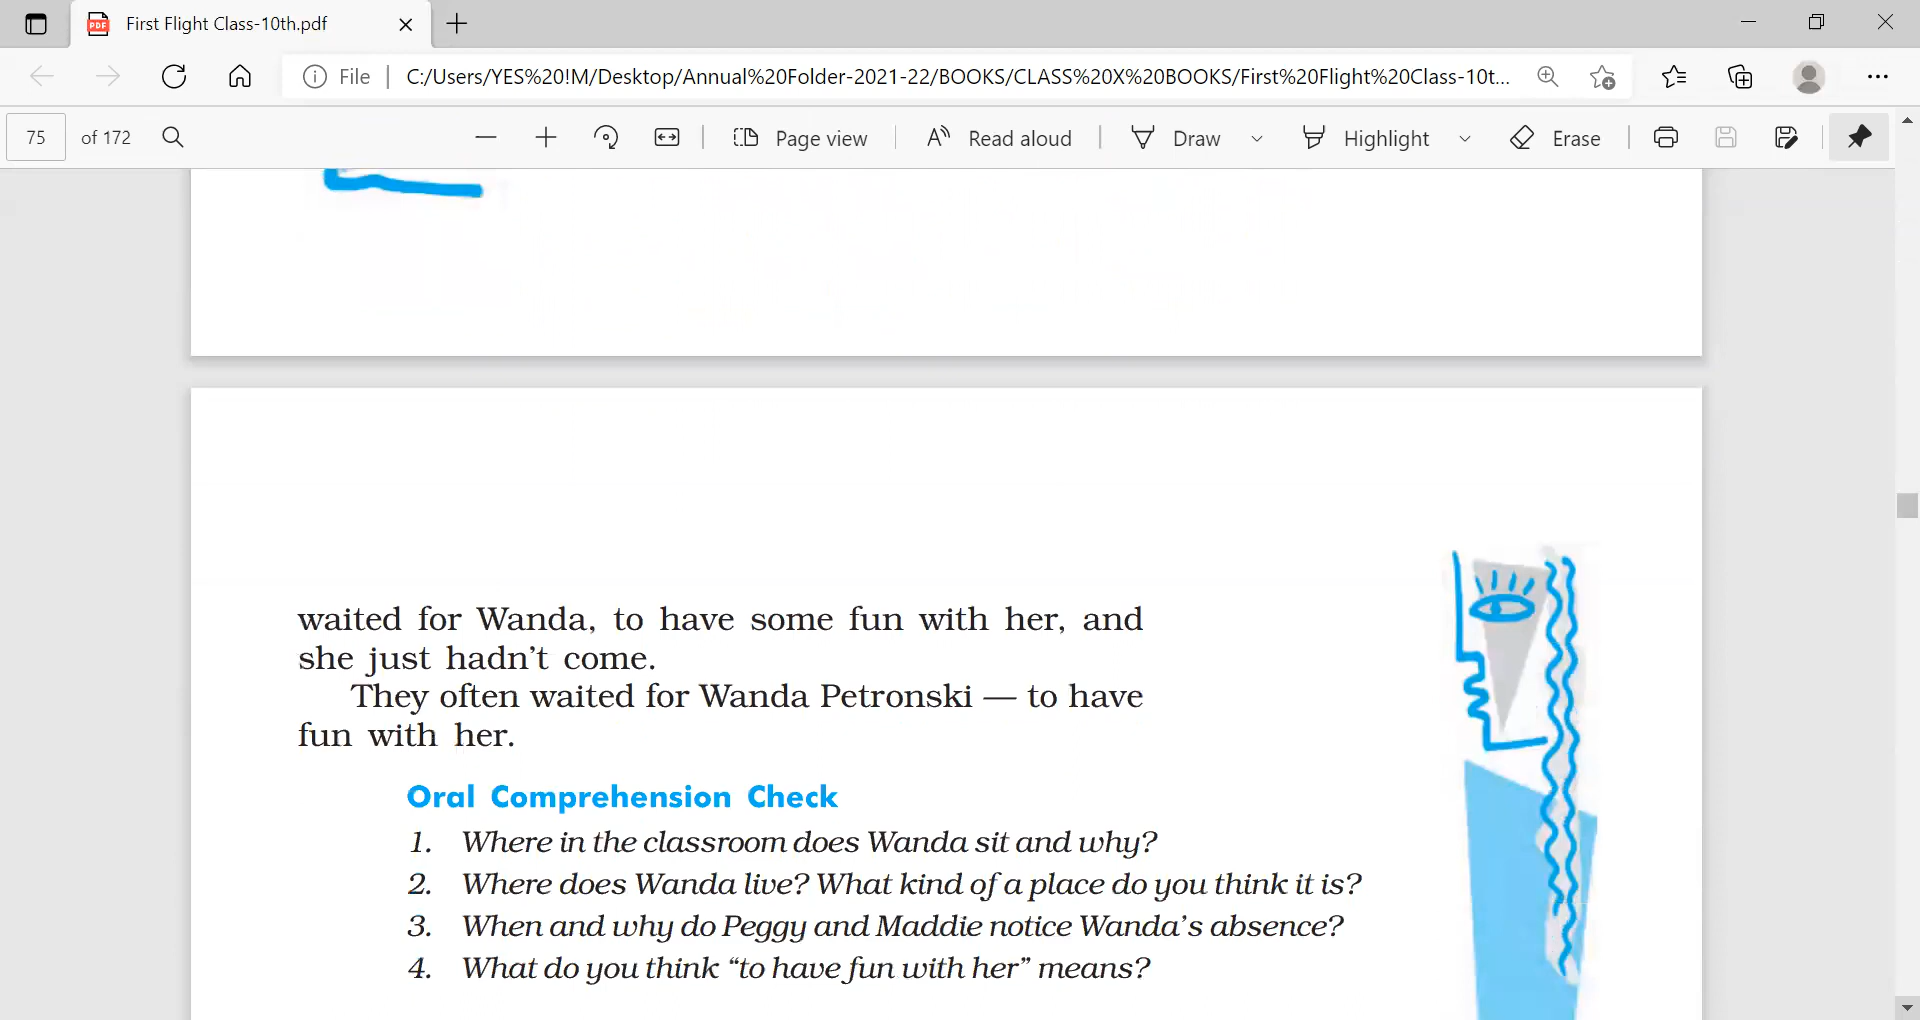 First Flight Class-10th.pdf
File C:/Users/YES%20!M/Desktop/Annual%20Folder-2021-22/BOOKS/CLASS%20X%20BOOKS/First%20Flight%20Class-10t...
75 of 172 Page view Read aloud Draw Highlight Erase
waited for Wanda, to have some fun with her, and
she just hadn't come.
They often waited for Wanda Petronski — to have
fun with her.
Oral Comprehension Check
1. Where in the classroom does Wanda sit and why?
2. Where does Wanda live? What kind of a place do you think it is?
3. When and why do Peggy and Maddie notice Wanda's absence?
4. What do you think “to have fun with her” means?